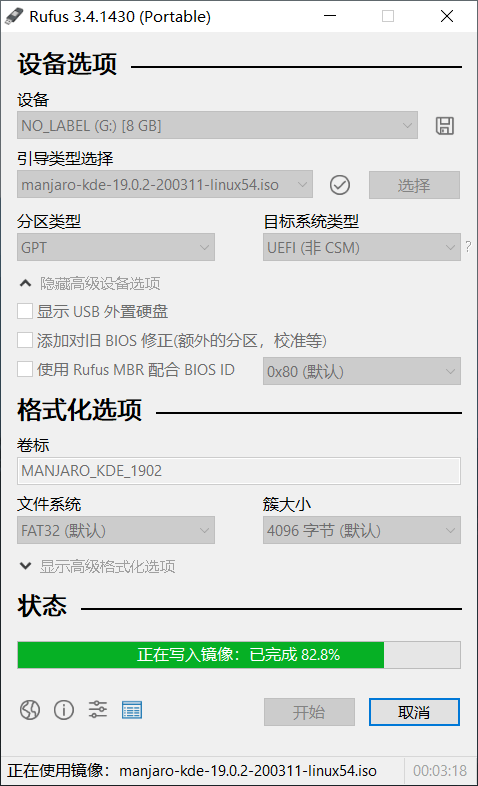 Rufus 3.4.1430 (Portable)
设备选项
设备
NO_LABEL (G:) [8 GB]
引导类型选择
manjaro-kde-19.0.2-200311-linux54.iso
选择
分区类型
目标系统类型
GPT
UEFI (非 CSM)
?
隐藏高级设备选项
显示 USB 外置硬盘
添加对旧 BIOS 修正(额外的分区，校准等)
使用 Rufus MBR 配合 BIOS ID
0x80 (默认)
格式化选项
卷标
MANJARO_KDE_1902
文件系统
簇大小
FAT32 (默认)
4096 字节 (默认)
显示高级格式化选项
状态
正在写入镜像：已完成 82.8%
开始
取消
正在使用镜像：manjaro-kde-19.0.2-200311-linux54.iso
00:03:18